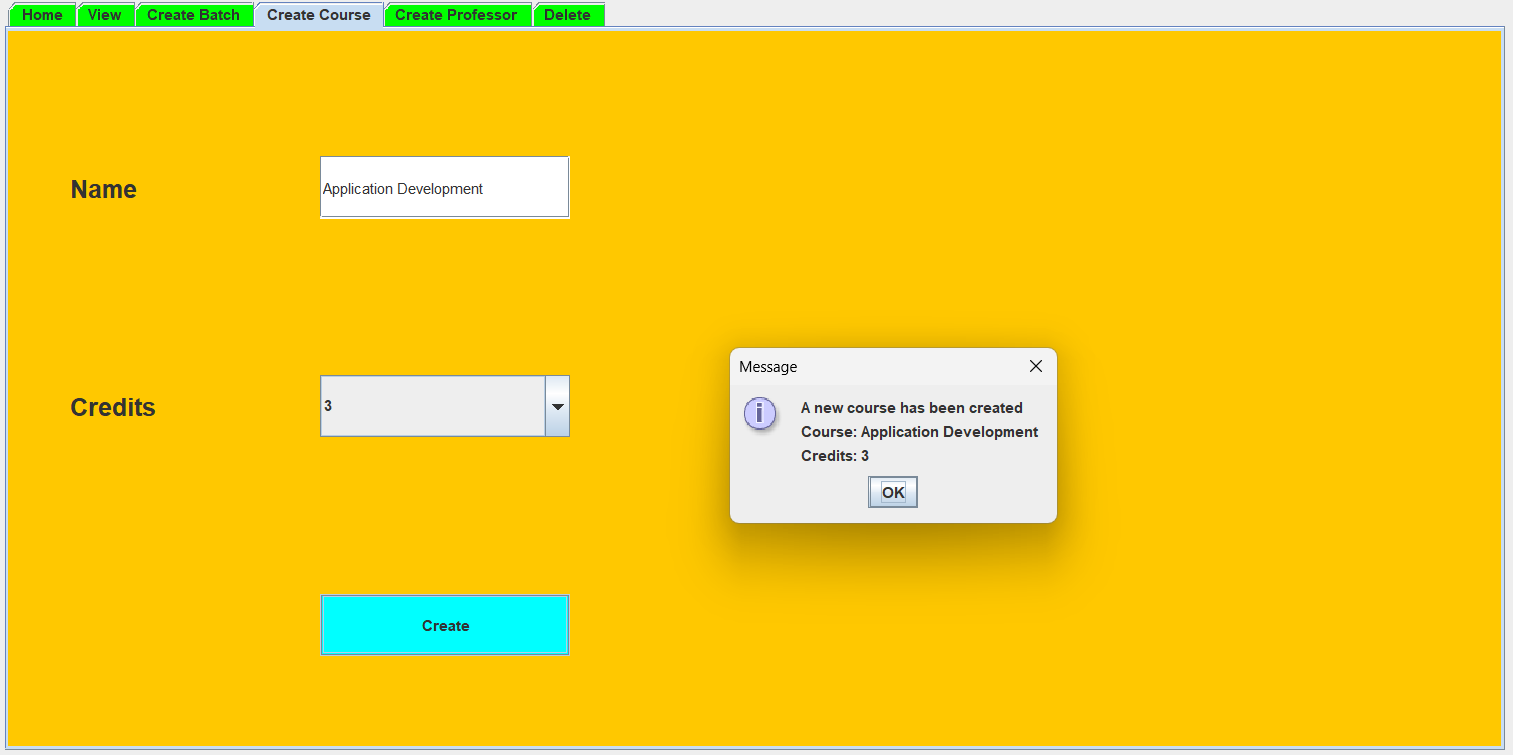 Home View Create Batch Create Course Create Professor Delete
Name
Application Development
Credits
3
Message
A new course has been created
Course: Application Development
Credits: 3
OK
Create